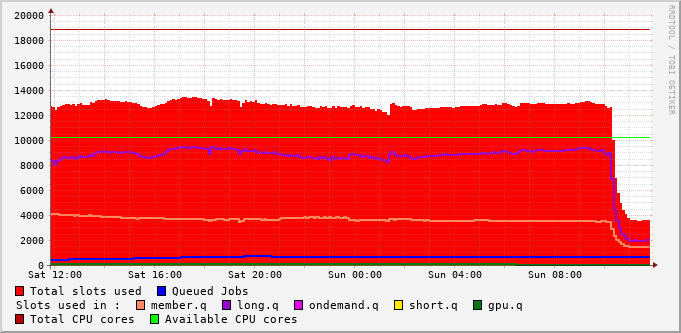 20000
18000
16000
14000
12000
10000
8000
6000
4000
2000
0
Sat 12:00 Sat 16:00 Sat 20:00 Sun 00:00 Sun 04:00 Sun 08:00
Total slots used Queued Jobs
Slots used in : member.q long.q ondemand.q short.q gpu.q
Total CPU cores Available CPU cores
RRDTOOL / TOBI OETIKER